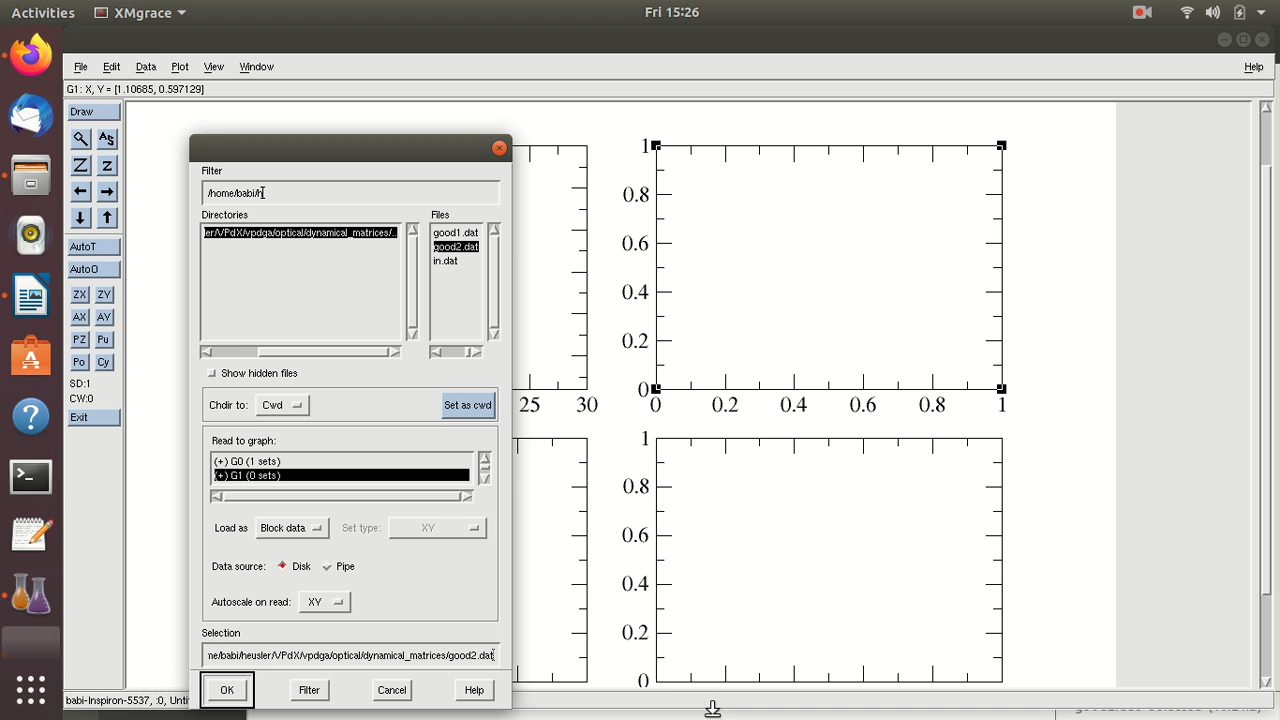 Activities XMgrace Fri 15:26
File Edit Data Plot View Window Help
G1: X, Y = [1.10685, 0.597129]
Draw
AS
Z Z
AutoT
AutoO
ZX ZY
AX AY
PZ Pu
Po Cy
SD:1
CW:0
Exit
Filter
/home/babi/h
Directories Files
er/VPdX/vpdga/optical/dynamical_matrices/..
good1.dat
good2.dat
in.dat
Show hidden files
Chdir to: Cwd Set as cwd
Read to graph:
(+) G0 (1 sets)
(+) G1 (0 sets)
Load as Block data Set type: XY
Data source: Disk Pipe
Autoscale on read: XY
Selection
ne/babi/heusler/VPdX/vpdga/optical/dynamical_matrices/good2.dat
OK Filter Cancel Help
25 30
1
0.8
0.6
0.4
0.2
0
0 0.2 0.4 0.6 0.8 1
1
0.8
0.6
0.4
0.2
0
babi-Inspiron-5537, :0, Unti